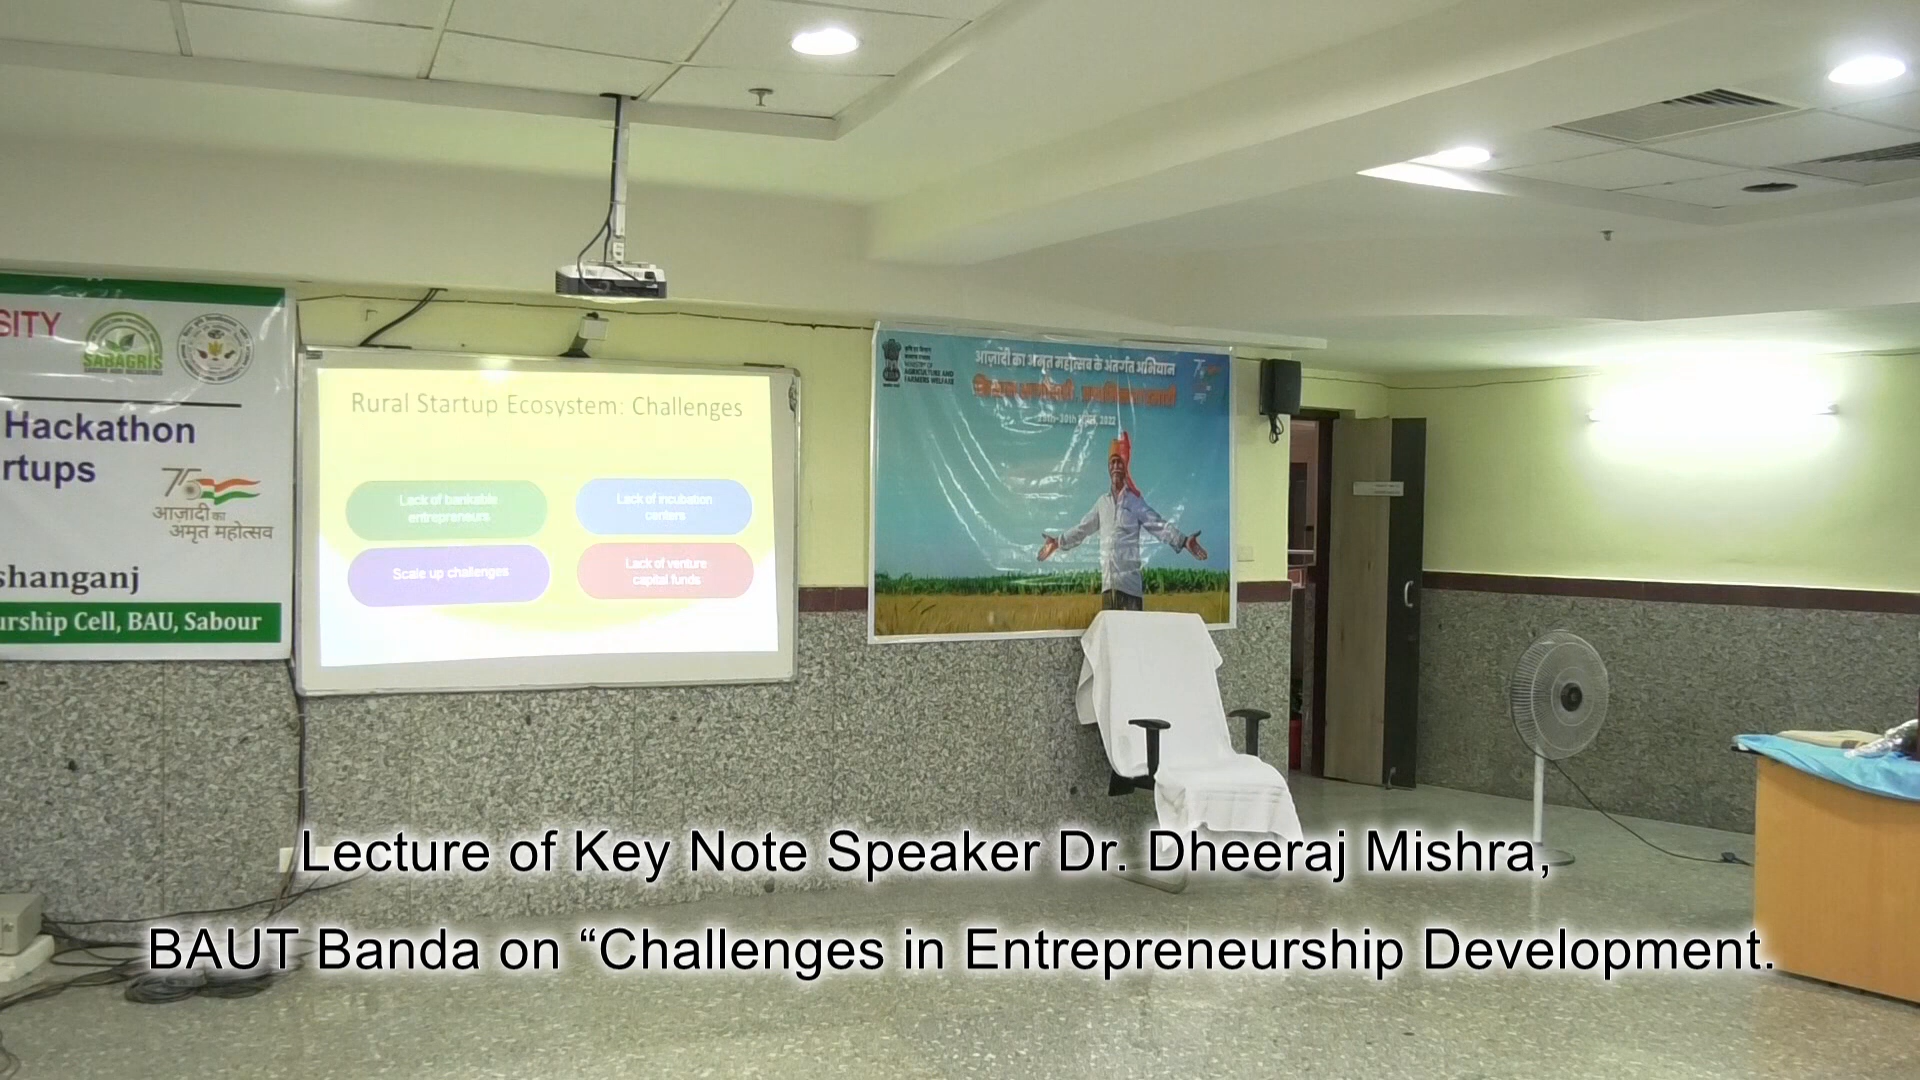 SITY
SABAGRIS
Hackathon
rtups
75
आज़ादी का
अमृत महोत्सव
shanganj
urship Cell, BAU, Sabour
Rural Startup Ecosystem: Challenges
Lack of bankable
entrepreneurs
Lack of incubation
centers
Scale up challenges
Lack of venture
capital funds
MINISTRY OF
AGRICULTURE AND
FARMERS WELFARE
आज़ादी का अमृत महोत्सव के अंतर्गत अभियान
Lecture of Key Note Speaker Dr. Dheeraj Mishra,
BAUT Banda on “Challenges in Entrepreneurship Development.